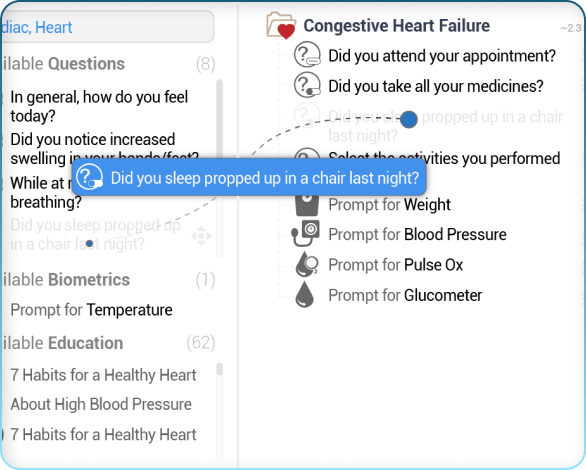 diac, Heart
ilable Questions (8)
In general, how do you feel
today?
Did you notice increased
swelling in your hands/feet?
While at r
breathing?
Did you sleep propped up
in a chair last night?
ilable Biometrics (1)
Prompt for Temperature
ilable Education (62)
7 Habits for a Healthy Heart
About High Blood Pressure
7 Habits for a Healthy Heart
Congestive Heart Failure ~2.3
Did you attend your appointment?
Did you take all your medicines?
Did you sleep propped up in a chair
last night?
Select the activities you performed
Did you sleep propped up in a chair last night?
Prompt for Weight
Prompt for Blood Pressure
Prompt for Pulse Ox
Prompt for Glucometer